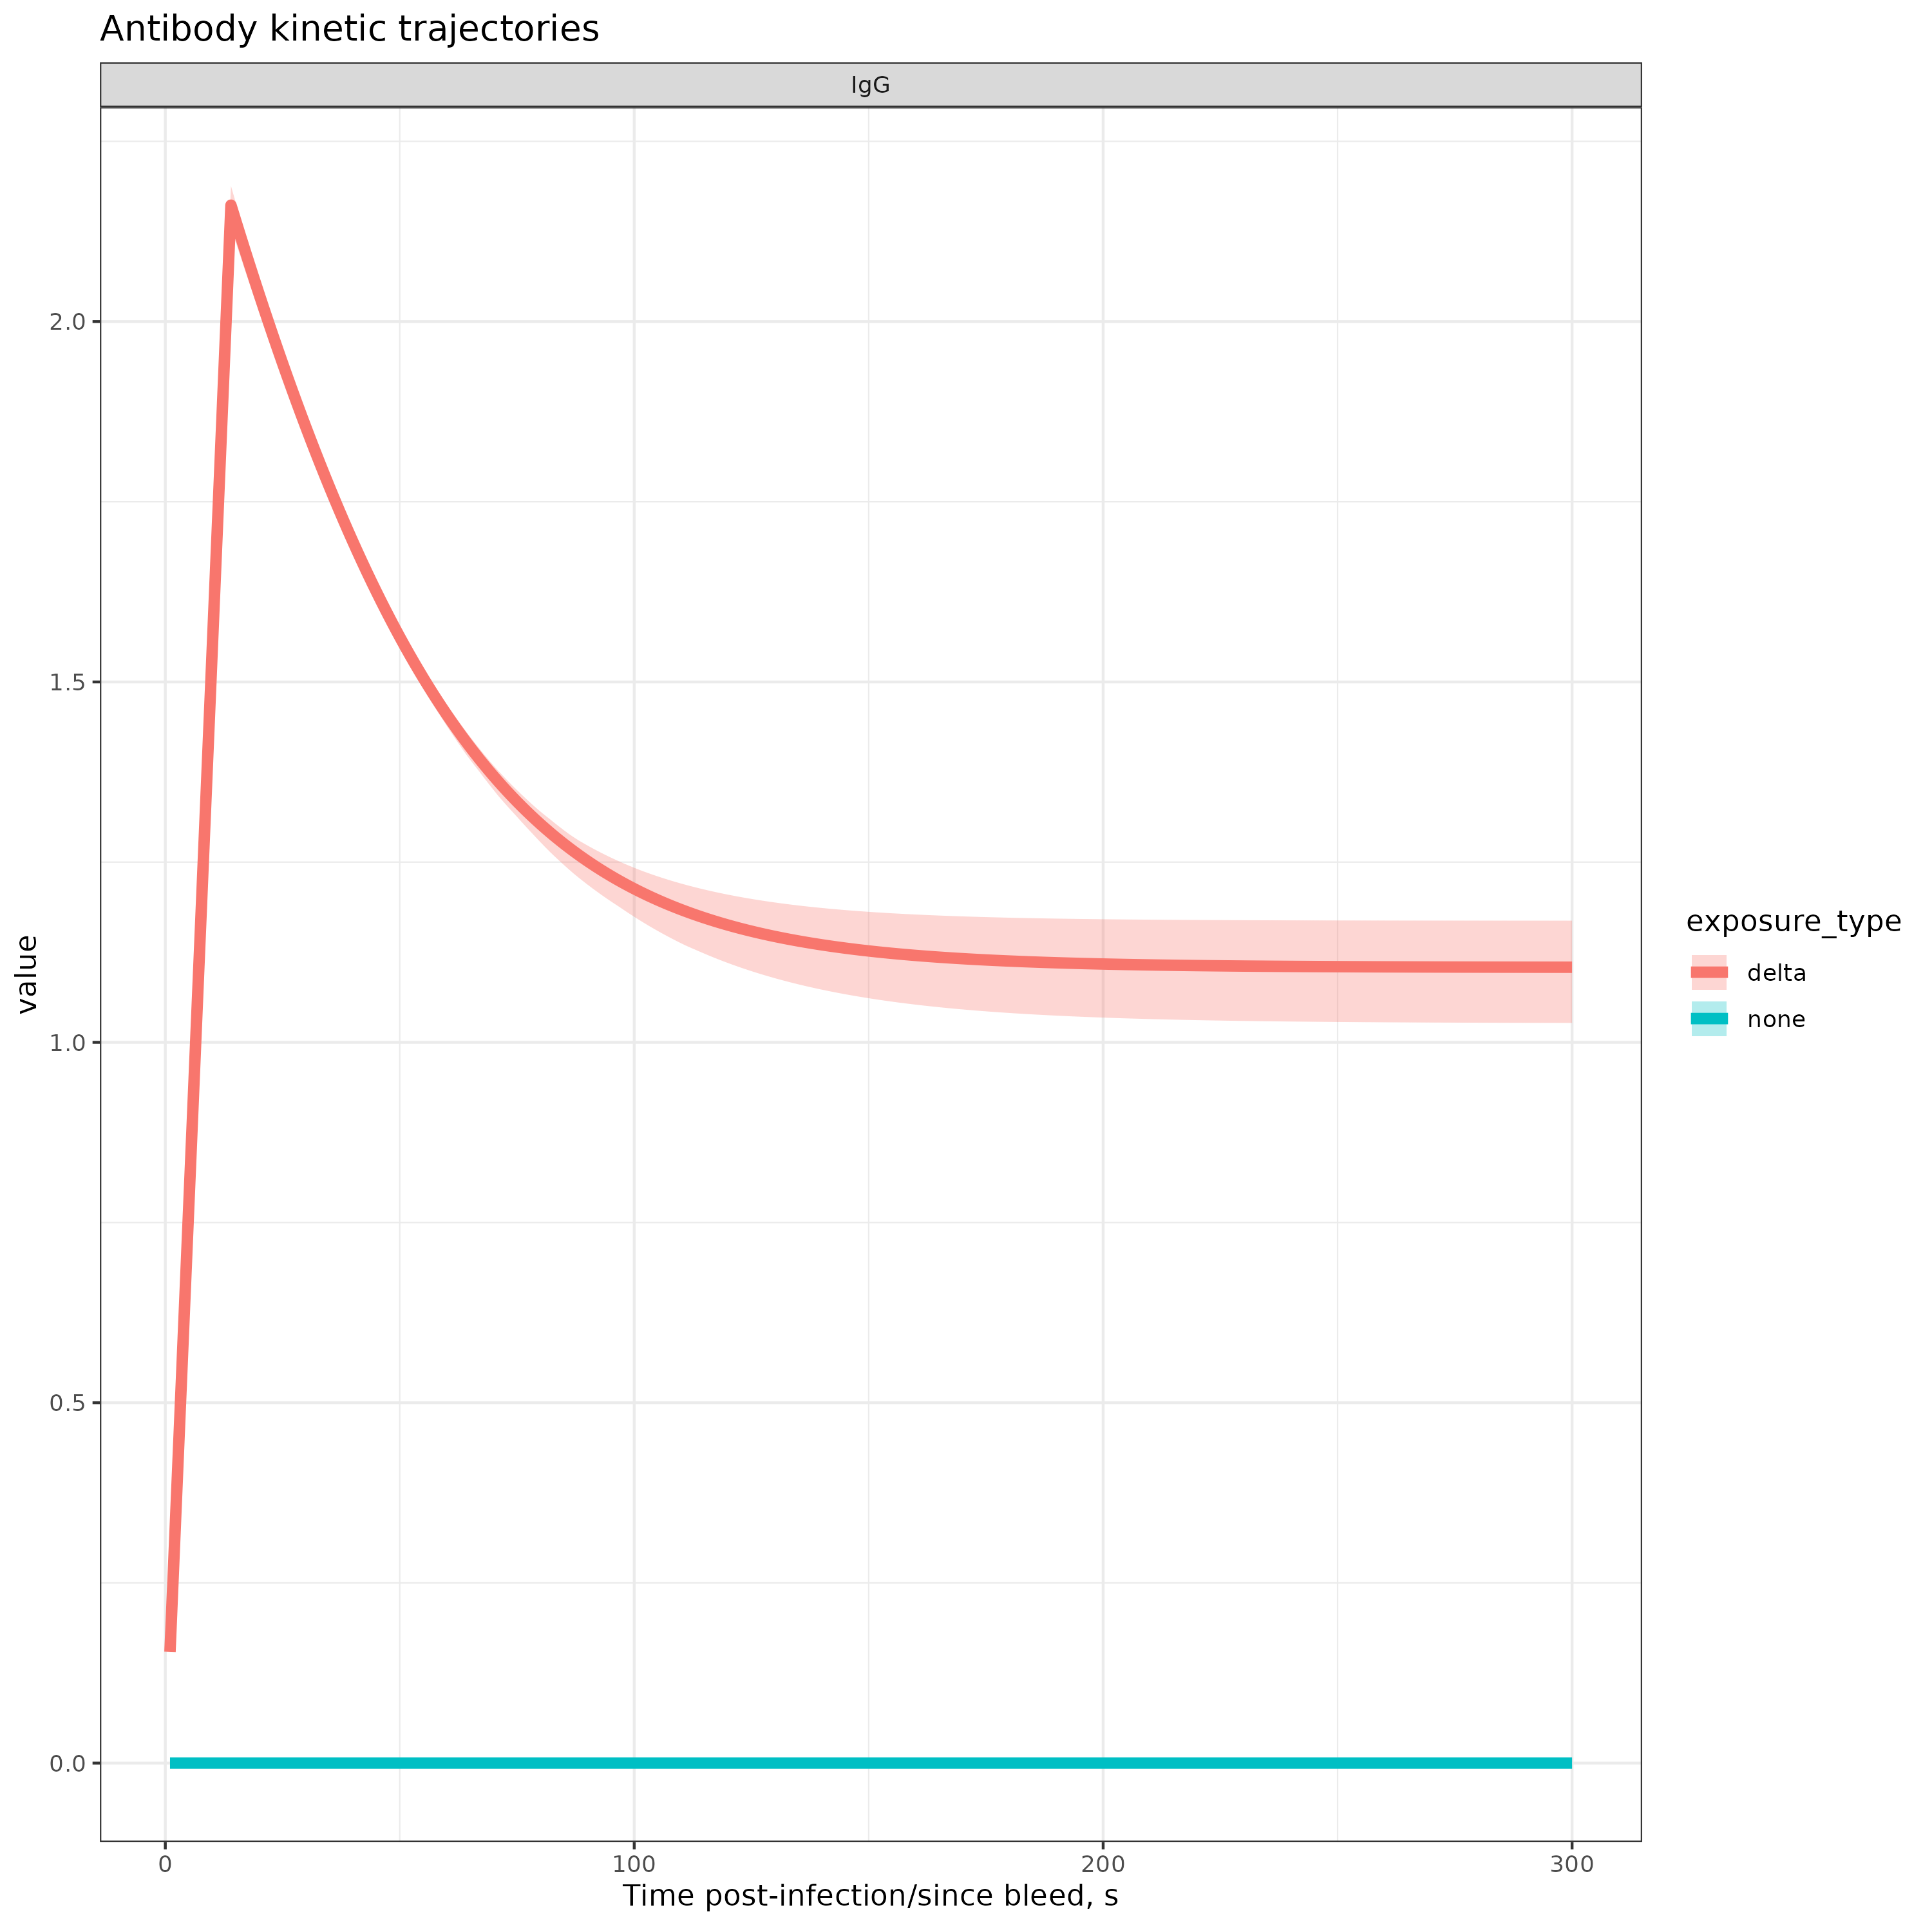 Antibody kinetic trajectories
IgG
2.0
1.5
1.0
0.5
0.0
value
0 100 200 300
Time post-infection/since bleed, s
exposure_type
delta
none